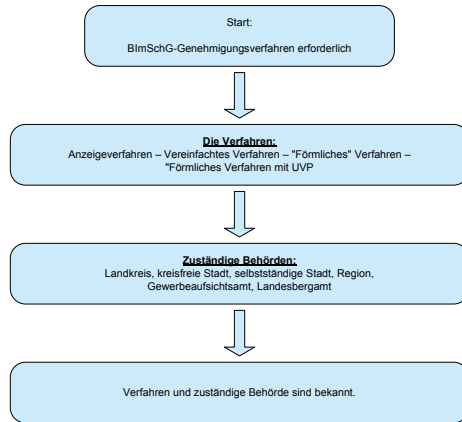 Start:
BImSchG-Genehmigungsverfahren erforderlich
Die Verfahren:
Anzeigeverfahren – Vereinfachtes Verfahren – "Förmliches" Verfahren –
"Förmliches Verfahren mit UVP
Zuständige Behörden:
Landkreis, kreisfreie Stadt, selbstständige Stadt, Region,
Gewerbeaufsichtsamt, Landesbergamt
Verfahren und zuständige Behörde sind bekannt.